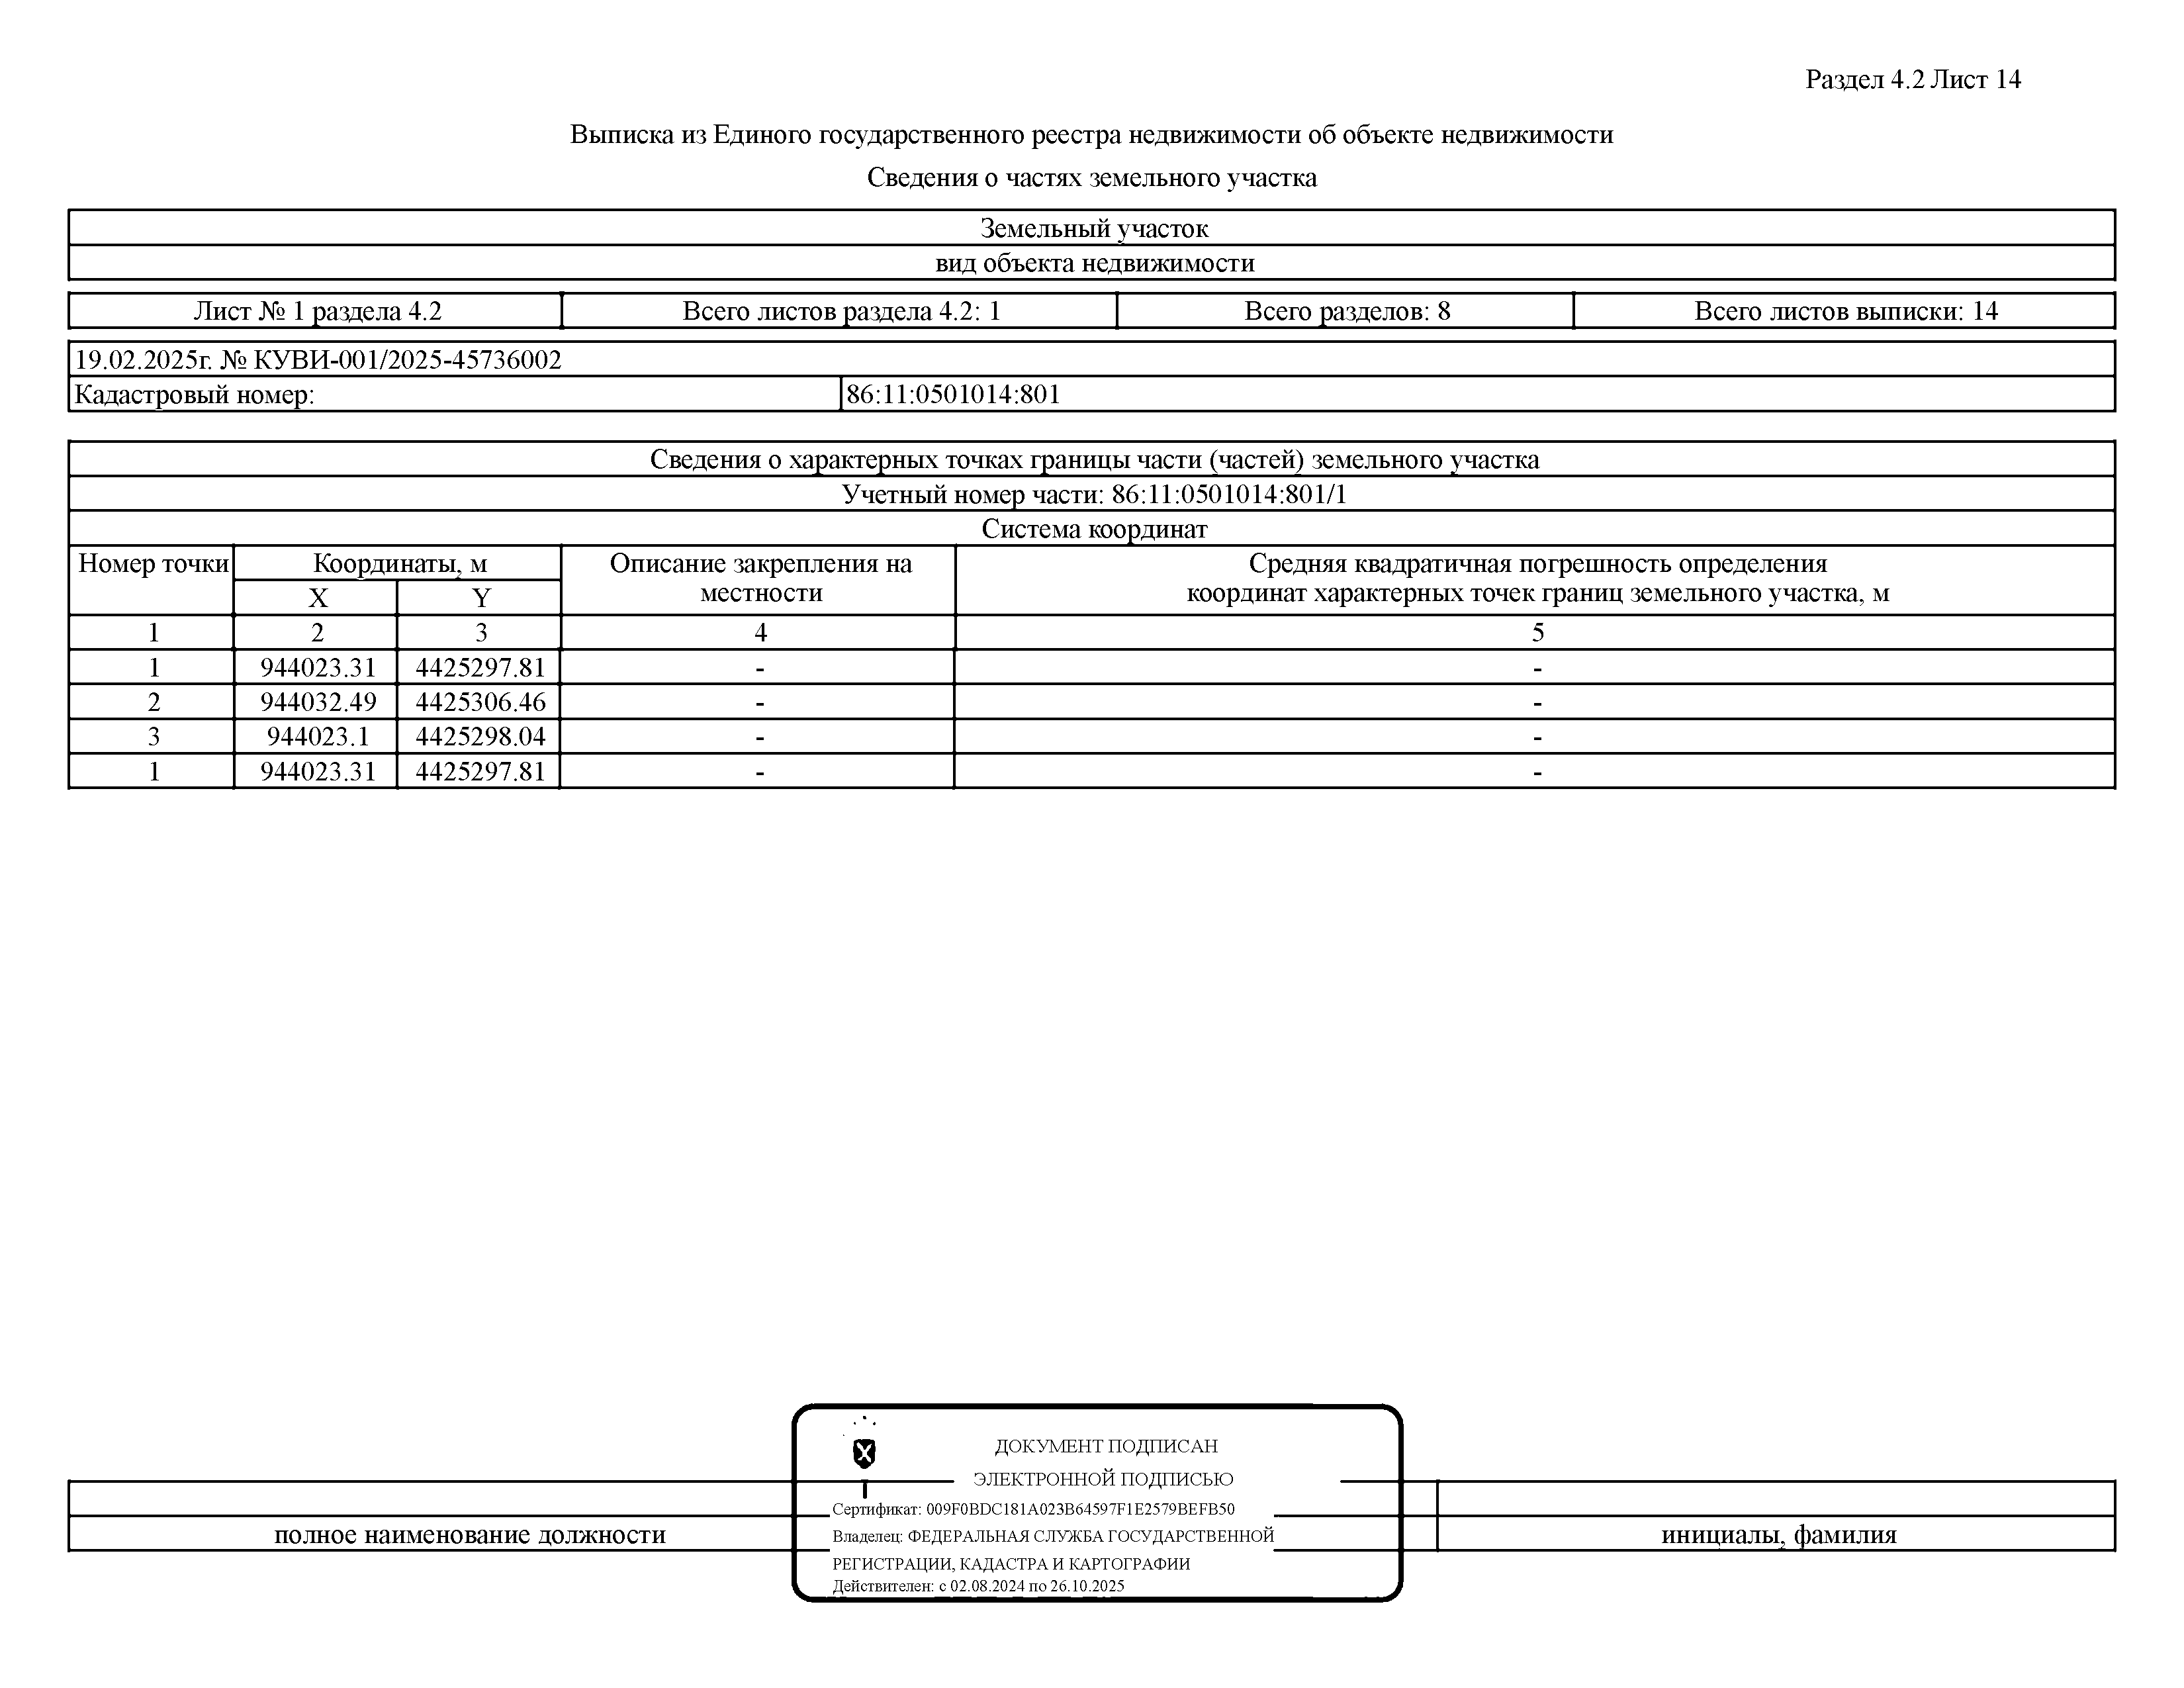 Раздел 4.2 Лист 14
Выписка из Единого государственного реестра недвижимости об объекте недвижимости
Сведения о частях земельного участка
Земельный участок
вид объекта недвижимости
Лист № 1 раздела 4.2 Всего листов раздела 4.2: 1 Всего разделов: 8 Всего листов выписки: 14
19.02.2025г. № КУВИ-001/2025-45736002
Кадастровый номер: 86:11:0501014:801
Сведения о характерных точках границы части (частей) земельного участка
Учетный номер части: 86:11:0501014:801/1
Система координат
Номер точки Координаты, м Описание закрепления на местности Средняя квадратичная погрешность определения координат характерных точек границ земельного участка, м
X Y
1 2 3 4 5
1 944023.31 4425297.81 - -
2 944032.49 4425306.46 - -
3 944023.1 4425298.04 - -
1 944023.31 4425297.81 - -
ДОКУМЕНТ ПОДПИСАН
ЭЛЕКТРОННОЙ ПОДПИСЬЮ
Сертификат: 009F0BDC181A023B64597F1E2579BEFB50
Владелец: ФЕДЕРАЛЬНАЯ СЛУЖБА ГОСУДАРСТВЕННОЙ
РЕГИСТРАЦИИ, КАДАСТРА И КАРТОГРАФИИ
Действителен: с 02.08.2024 по 26.10.2025
полное наименование должности инициалы, фамилия